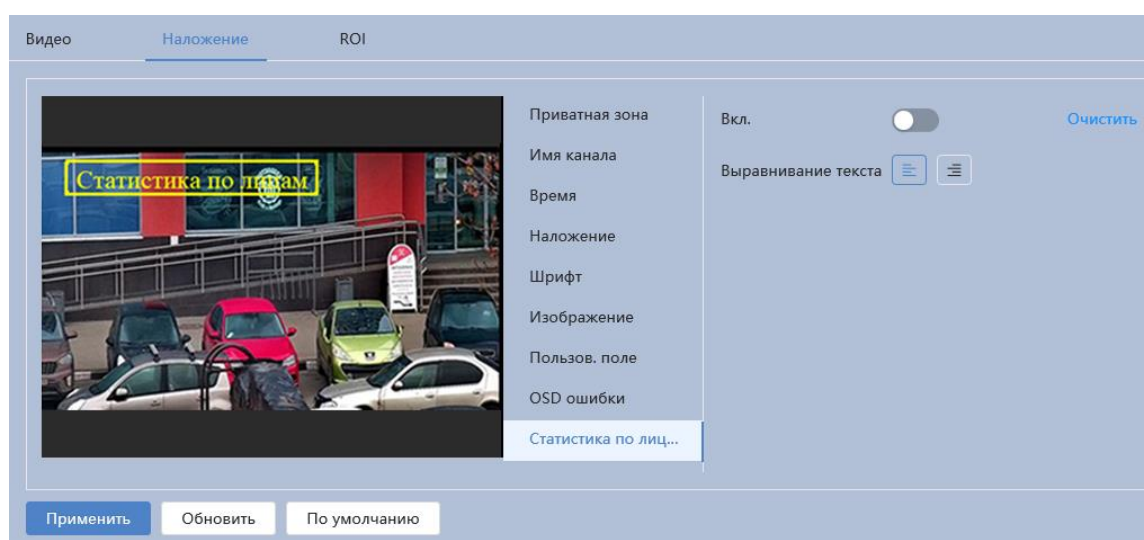 Видео Наложение ROI
Статистика по лицам
Приватная зона
Имя канала
Время
Наложение
Шрифт
Изображение
Пользов. поле
OSD ошибки
Статистика по лиц...
Вкл. Очистить
Выравнивание текста
Применить Обновить По умолчанию